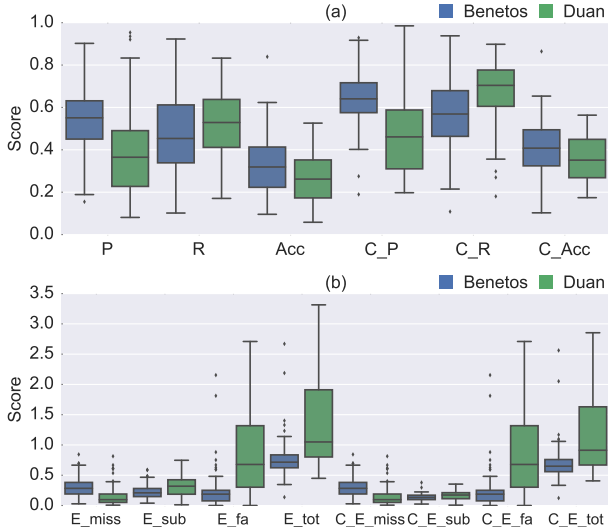 (a)
Benetos Duan
Score
1.0
0.8
0.6
0.4
0.2
0.0
P R Acc C_P C_R C_Acc
(b)
Benetos Duan
Score
3.5
3.0
2.5
2.0
1.5
1.0
0.5
0.0
E_miss E_sub E_fa E_tot C_E_miss C_E_sub C_E_fa C_E_tot